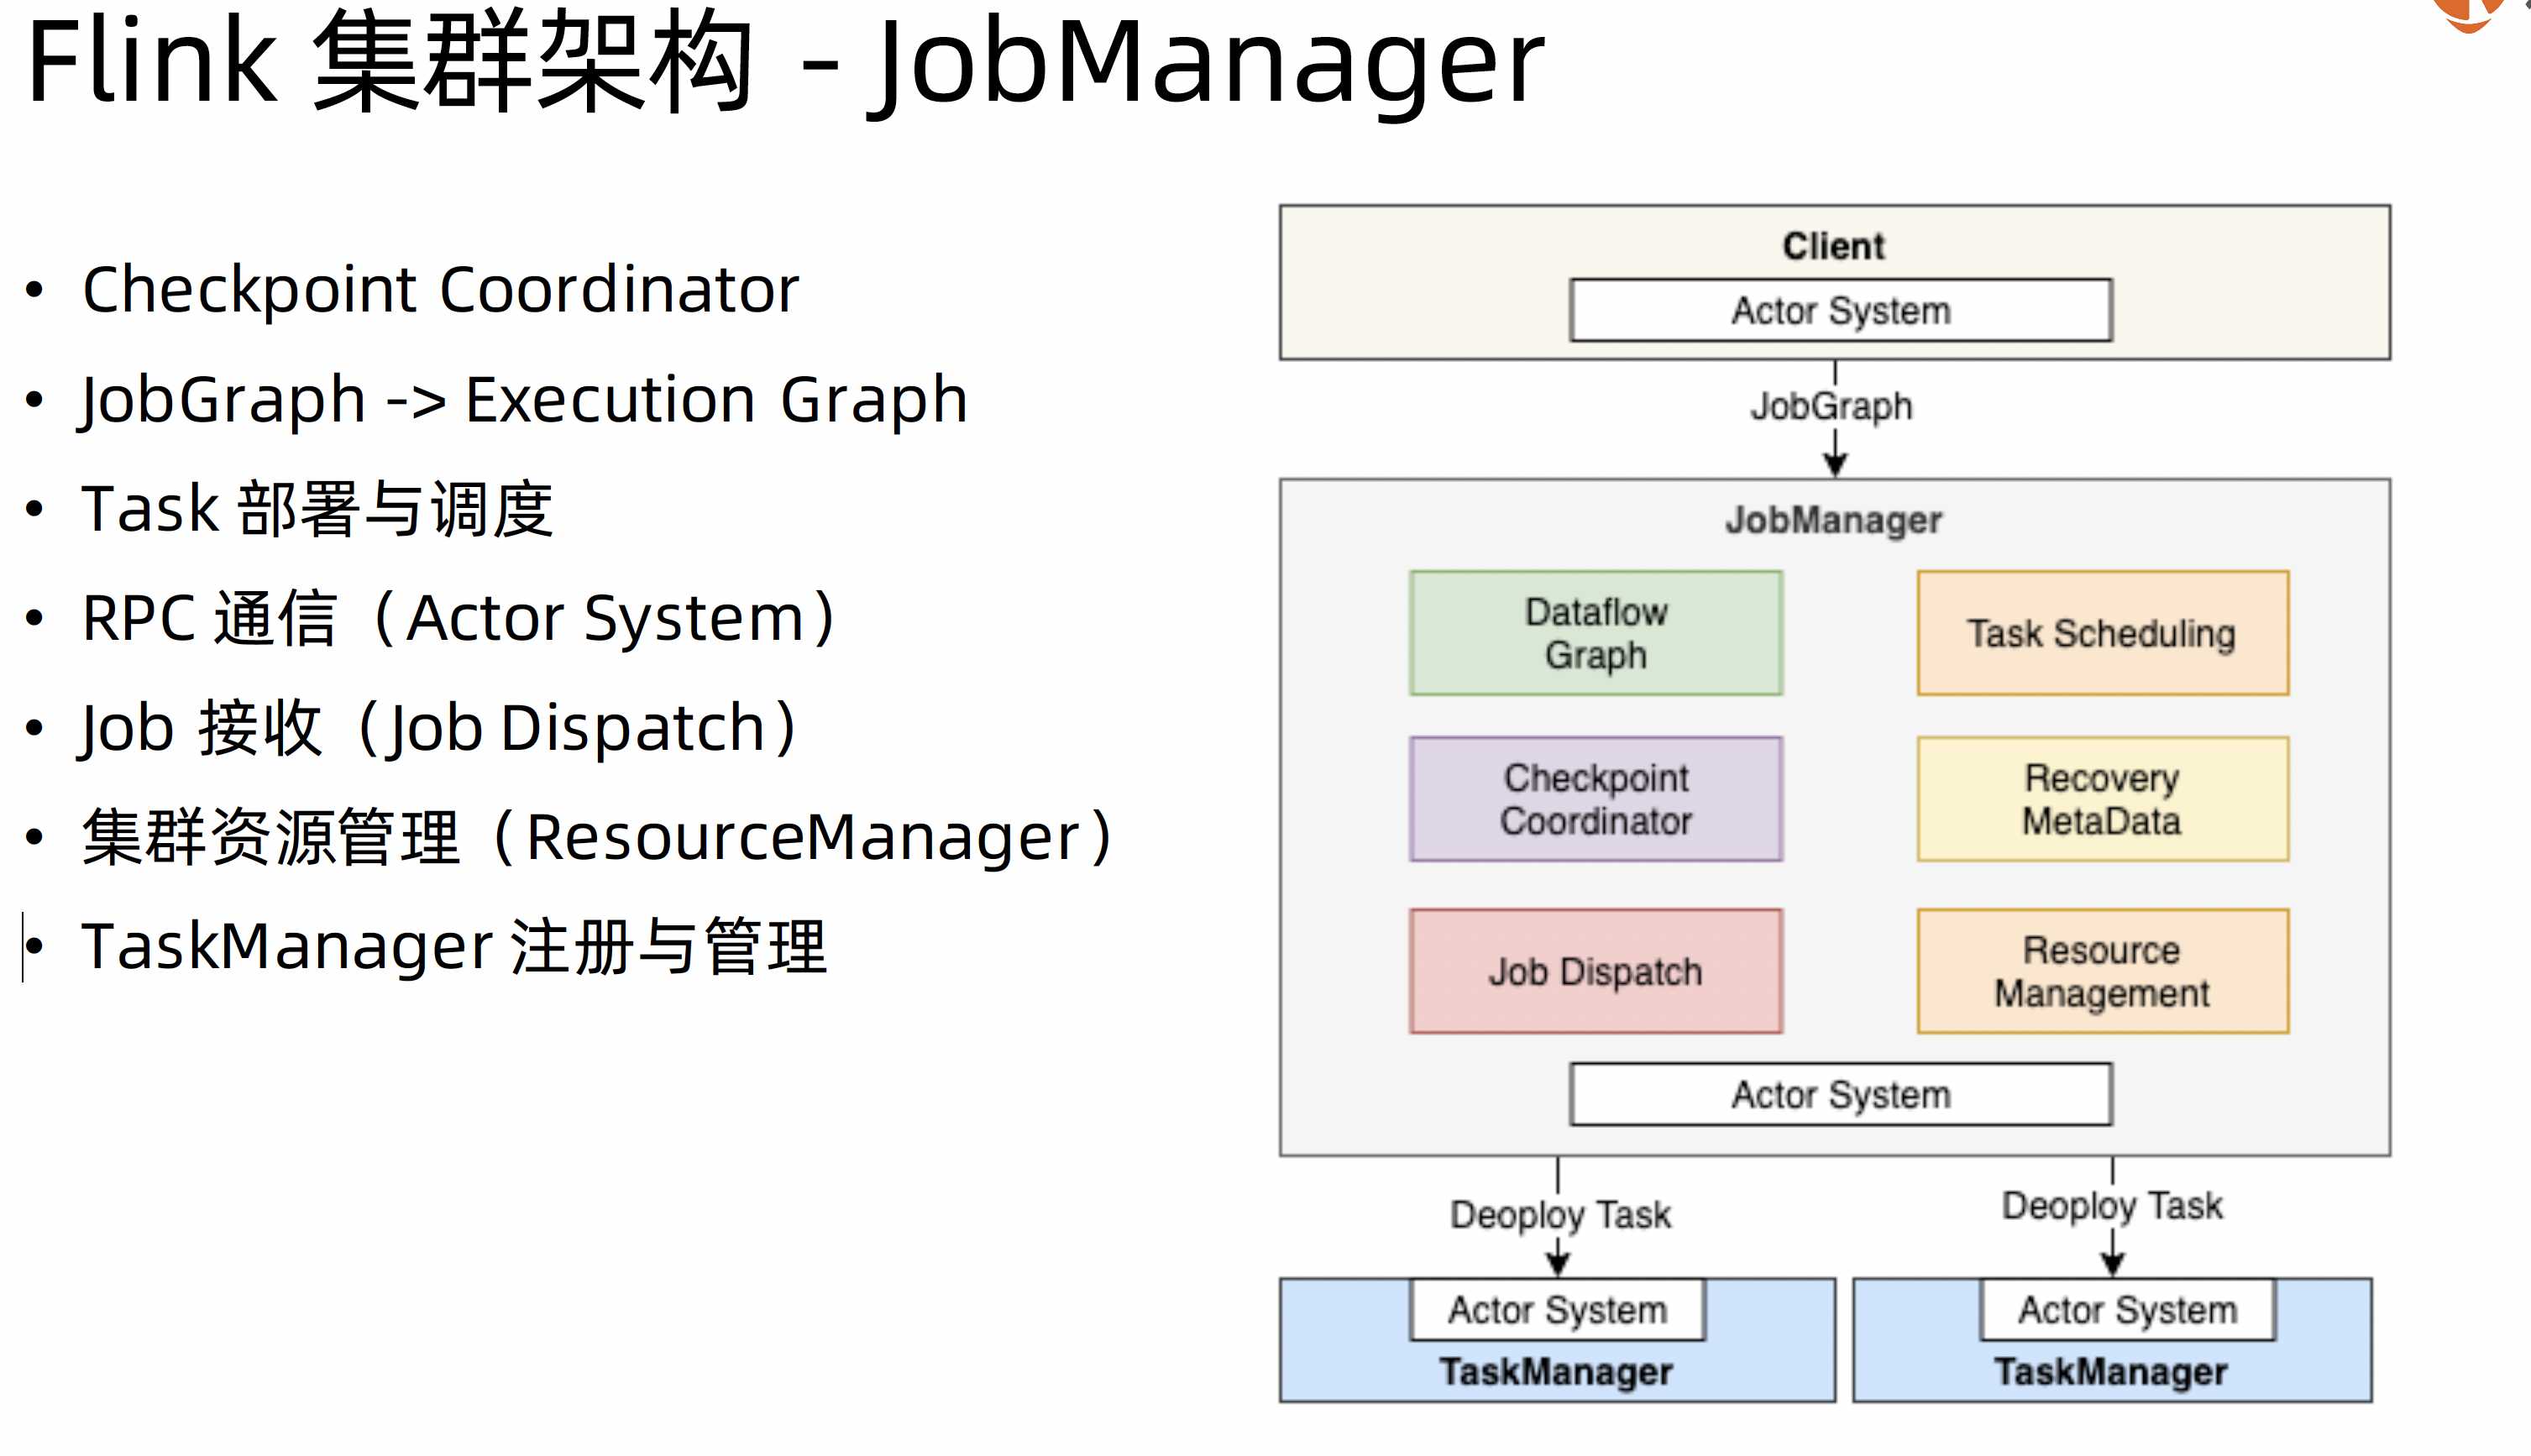 Flink 集群架构 - JobManager
• Checkpoint Coordinator
• JobGraph -> Execution Graph
• Task 部署与调度
• RPC 通信（Actor System）
• Job 接收（Job Dispatch）
• 集群资源管理（ResourceManager）
• TaskManager 注册与管理
Client
Actor System
JobGraph
JobManager
Dataflow
Graph
Task Scheduling
Checkpoint
Coordinator
Recovery
MetaData
Job Dispatch
Resource
Management
Actor System
Deoploy Task
Deoploy Task
Actor System
TaskManager
Actor System
TaskManager